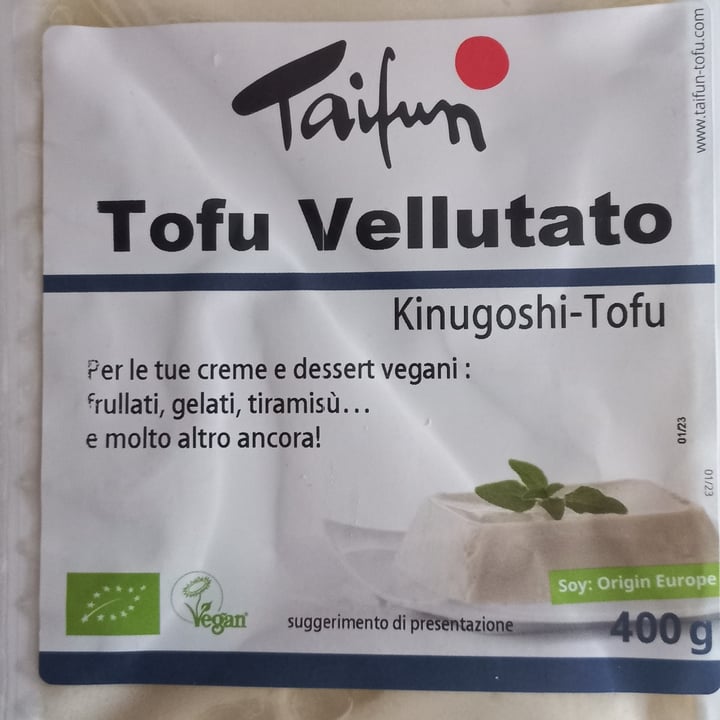 Taifun
www.taifun-tofu.com
Tofu Vellutato
Kinugoshi-Tofu
Per le tue creme e dessert vegani :
frullati, gelati, tiramisù...
e molto altro ancora!
01/23
01/23
Soy: Origin Europe
Vegan
suggerimento di presentazione
400 g